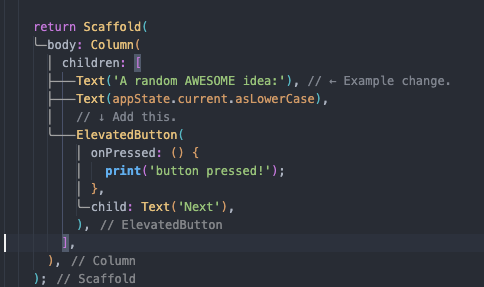 return Scaffold(
body: Column(
children: [
Text('A random AWESOME idea:'), // ← Example change.
Text(appState.current.asLowerCase),
// ↓ Add this.
ElevatedButton(
onPressed: () {
print('button pressed!');
},
child: Text('Next'),
), // ElevatedButton
],
), // Column
); // Scaffold